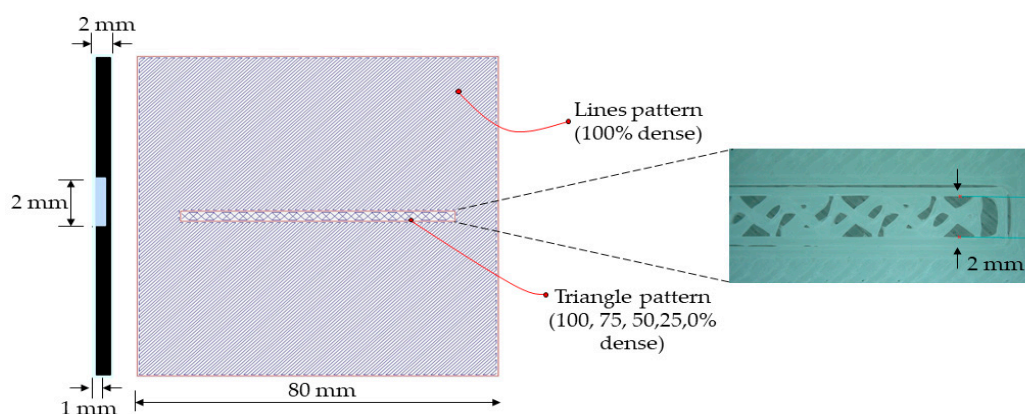 2 mm
Lines pattern
(100% dense)
2 mm
2 mm
Triangle pattern
(100, 75, 50,25,0%
dense)
1 mm
80 mm